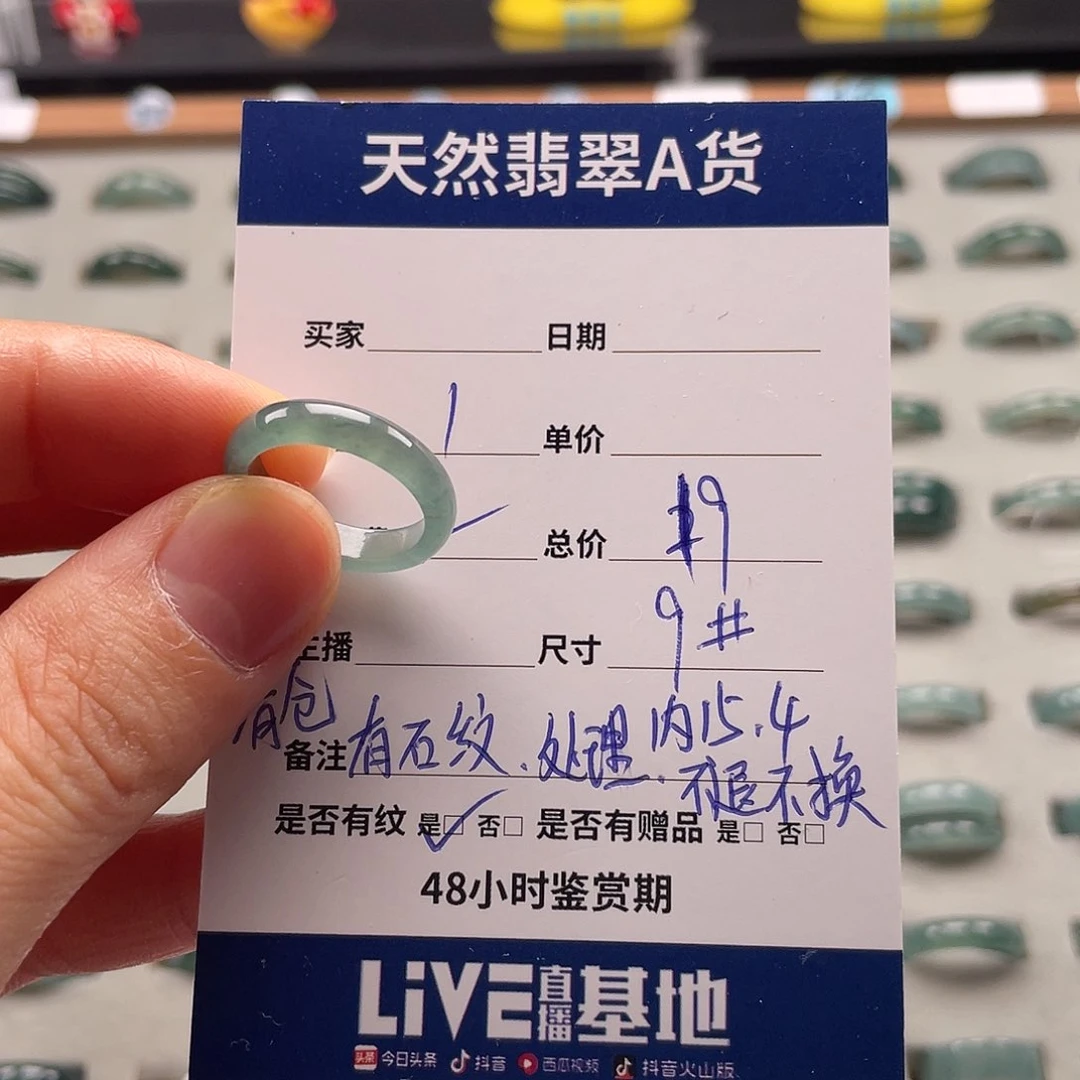 天然翡翠A货
买家 日期
1 单价
总价 19
主播 尺寸 9#
有仓
备注 有石纹.处理.内15.4
不退不换
是否有纹 是□ 否□ 是否有赠品 是□ 否□
48小时鉴赏期
LiVE直播基地
头条 今日头条 抖音 西瓜视频 抖音火山版